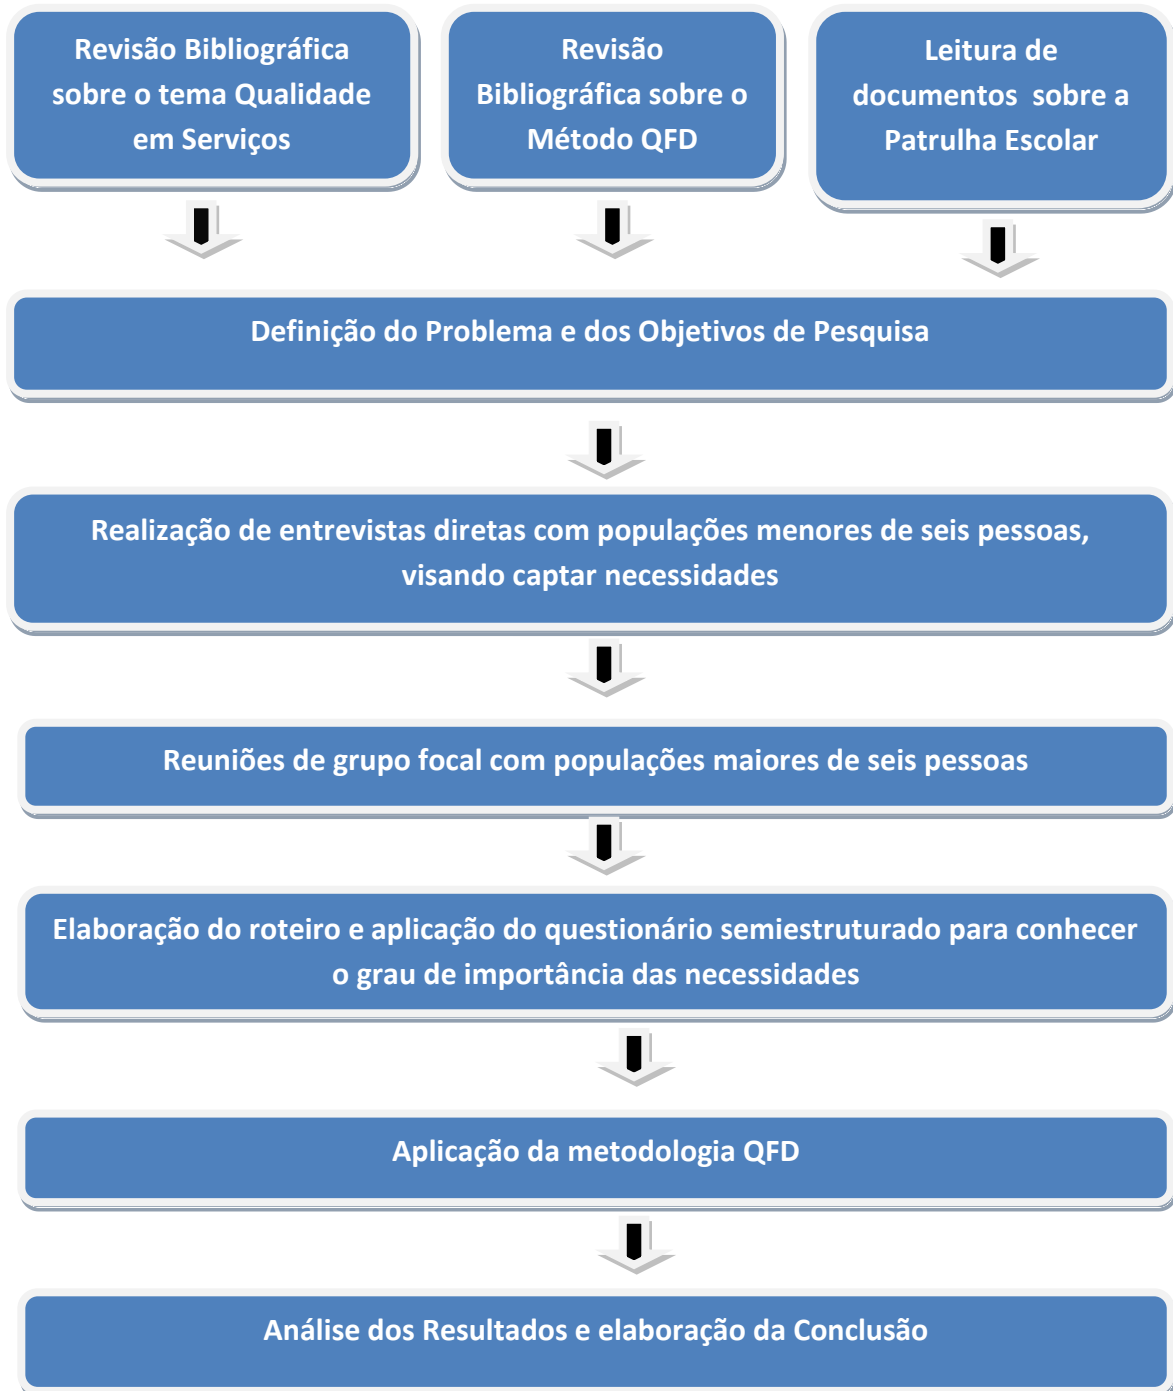 Revisão Bibliográfica
sobre o tema Qualidade
em Serviços
Revisão
Bibliográfica sobre o
Método QFD
Leitura de
documentos sobre a
Patrulha Escolar
Definição do Problema e dos Objetivos de Pesquisa
Realização de entrevistas diretas com populações menores de seis pessoas,
visando captar necessidades
Reuniões de grupo focal com populações maiores de seis pessoas
Elaboração do roteiro e aplicação do questionário semiestruturado para conhecer
o grau de importância das necessidades
Aplicação da metodologia QFD
Análise dos Resultados e elaboração da Conclusão